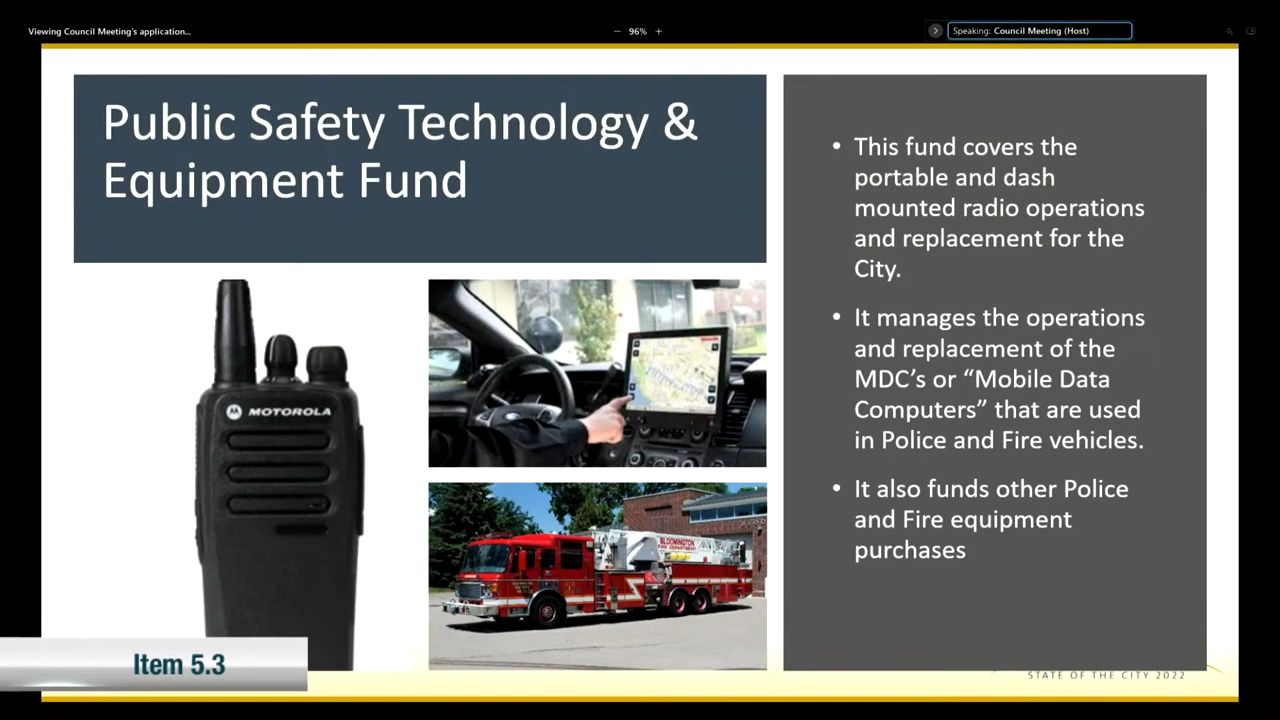 Viewing Council Meeting's application...
96%
Speaking: Council Meeting (Host)
Public Safety Technology &
Equipment Fund
• This fund covers the
portable and dash
mounted radio operations
and replacement for the
City.
• It manages the operations
and replacement of the
MDC's or “Mobile Data
Computers” that are used
in Police and Fire vehicles.
• It also funds other Police
and Fire equipment
purchases
MOTOROLA
BLOOMINGTON
FIRE DEPARTMENT
Item 5.3
STATE OF THE CITY 2022